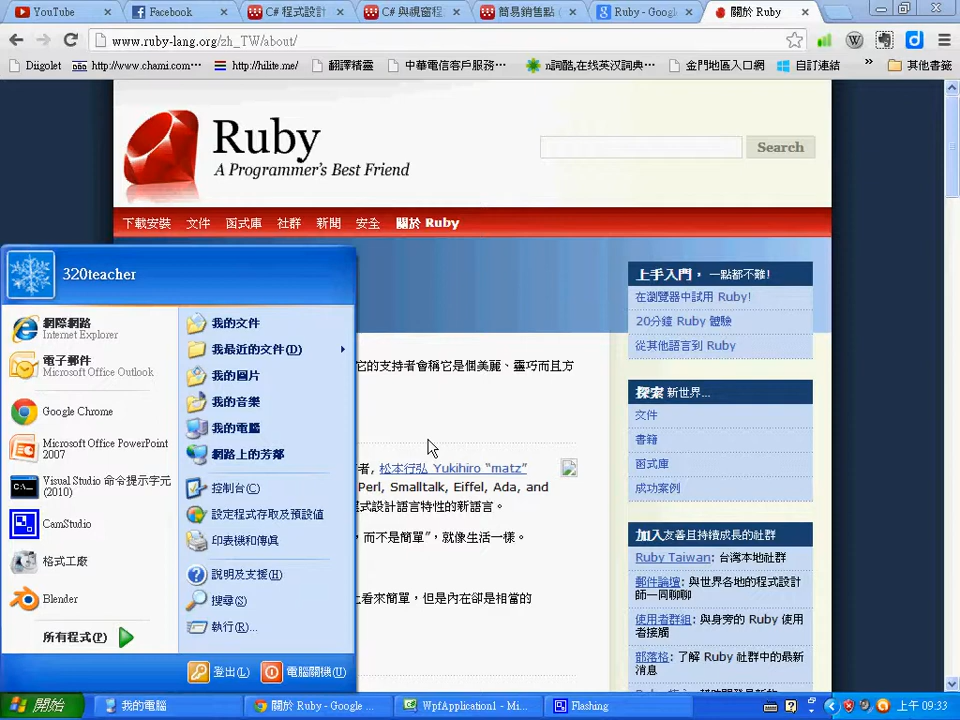 YouTube
Facebook
C# 程式設計
C# 與視窗程
簡易銷售點
Ruby - Goog
關於 Ruby
www.ruby-lang.org/zh_TW/about/
Diigolet
http://www.chami.com…
http://hilite.me/
翻譯精靈
中華電信客戶服務…
n詞酷,在线英汉詞典…
金門地區入口網
自訂連結
»
其他書籤
Ruby
A Programmer's Best Friend
Search
下載安裝 文件 函式庫 社群 新聞 安全 關於 Ruby
320teacher
網際網路
Internet Explorer
電子郵件
Microsoft Office Outlook
Google Chrome
Microsoft Office PowerPoint
2007
Visual Studio 命令提示字元
(2010)
CamStudio
格式工廠
Blender
所有程式(P)
我的文件
我最近的文件(D)
我的圖片
我的音樂
我的電腦
網路上的芳鄰
控制台(C)
設定程式存取及預設值
印表機和傳真
說明及支援(H)
搜尋(S)
執行(R)...
登出(L)
電腦關機(U)
它的支持者會稱它是個美麗、靈巧而且方
者, 松本行弘 Yukihiro "matz"
Perl, Smalltalk, Eiffel, Ada, and
式設計語言特性的新語言。
，而不是簡單"，就像生活一樣。
上看來簡單，但是內在卻是相當的
上手入門， 一點都不難!
在瀏覽器中試用 Ruby!
20分鐘 Ruby 體驗
從其他語言到 Ruby
探索 新世界…
文件
書籍
函式庫
成功案例
加入友善且持續成長的社群
Ruby Taiwan: 台灣本地社群
郵件論壇: 與世界各地的程式設計
師一同聊聊
使用者群組: 與身旁的 Ruby 使用
者接觸
部落格: 了解 Ruby 社群中的最新
消息
開始
我的電腦
關於 Ruby - Google ...
WpfApplication1 - Mi...
Flashing
上午 09:33